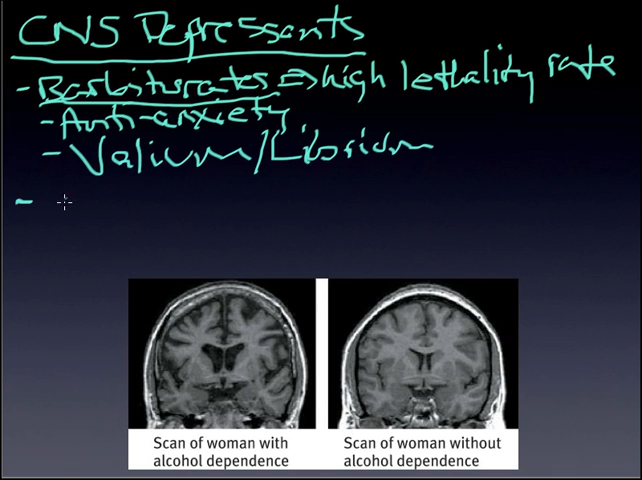 CNS Depressants
- Barbiturates => high lethality rate
- Anti-anxiety
- Valium/Librium
-
Scan of woman with
alcohol dependence
Scan of woman without
alcohol dependence